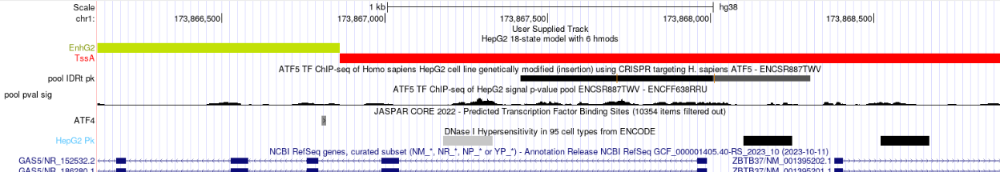 Scale 1 kb hg38
chr1: 173,866,500 173,867,000 173,867,500 173,868,000 173,868,500
User Supplied Track
HepG2 18-state model with 6 hmods
EnhG2
TssA
ATF5 TF ChIP-seq of Homo sapiens HepG2 cell line genetically modified (insertion) using CRISPR targeting H. sapiens ATF5 - ENCSR887TWV
pool IDRt pk
ATF5 TF ChIP-seq of HepG2 signal p-value pool ENCSR887TWV - ENCFF638RRU
pool pval sig
JASPAR CORE 2022 - Predicted Transcription Factor Binding Sites (10354 items filtered out)
ATF4
DNase I Hypersensitivity in 95 cell types from ENCODE
HepG2 Pk
NCBI RefSeq genes, curated subset (NM_*, NR_*, NP_* or YP_*) - Annotation Release NCBI RefSeq GCF_000001405.40-RS_2023_10 (2023-10-11)
GAS5/NR_152532.2 ZBTB37/NM_001395202.1
GAS5/NR_186280.1 ZBTB37/NM_001395201.1